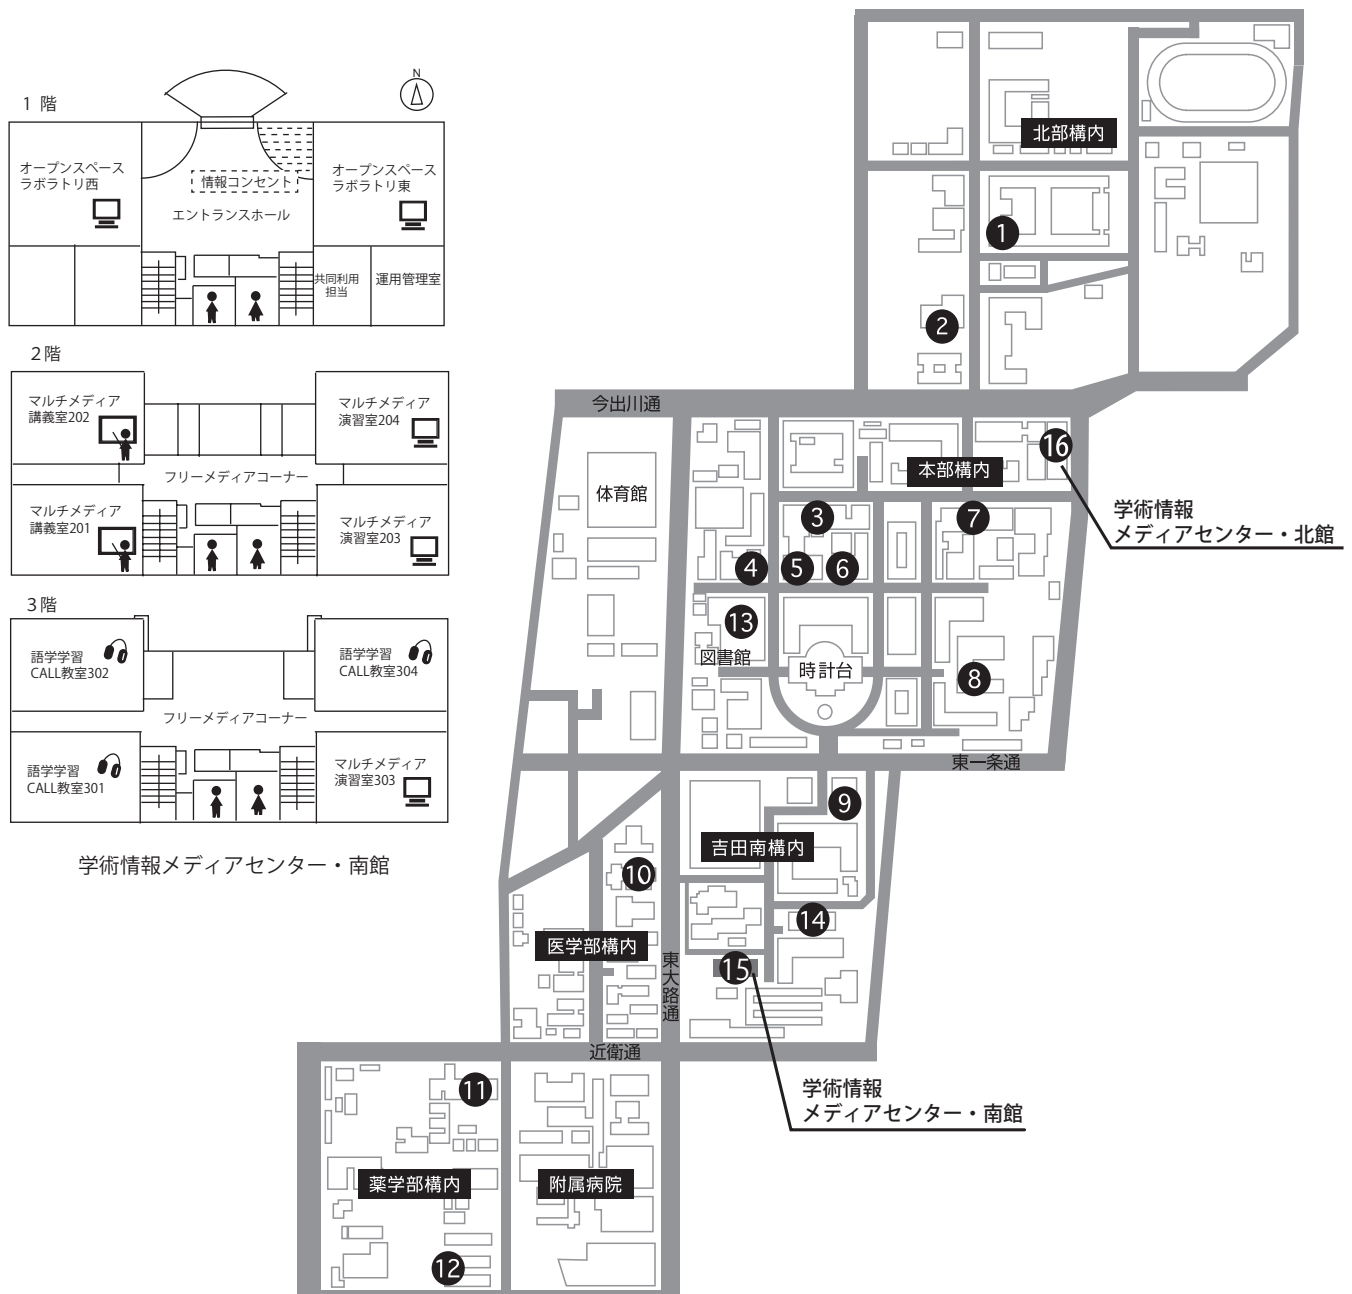 N
1 階
オープンスペース
ラボラトリ西
オープンスペース
ラボラトリ東
情報コンセント
エントランスホール
共同利用
担当
運用管理室
2階
マルチメディア
講義室202
マルチメディア
演習室204
フリーメディアコーナー
マルチメディア
講義室201
マルチメディア
演習室203
3階
語学学習
CALL教室302
語学学習
CALL教室304
フリーメディアコーナー
語学学習
CALL教室301
マルチメディア
演習室303
学術情報メディアセンター・南館
北部構内
1
2
今出川通
16
本部構内
体育館
3
7
学術情報
メディアセンター・北館
4
5
6
13
図書館
時計台
8
東一条通
9
吉田南構内
10
14
医学部構内
15
東大路通
近衛通
学術情報
メディアセンター・南館
11
薬学部構内
附属病院
12